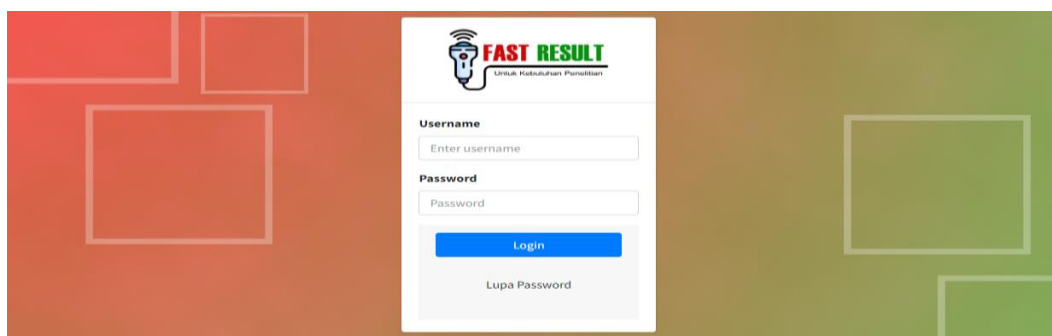 FAST RESULT
Untuk Kebutuhan Penelitian
Username
Enter username
Password
Password
Login
Lupa Password